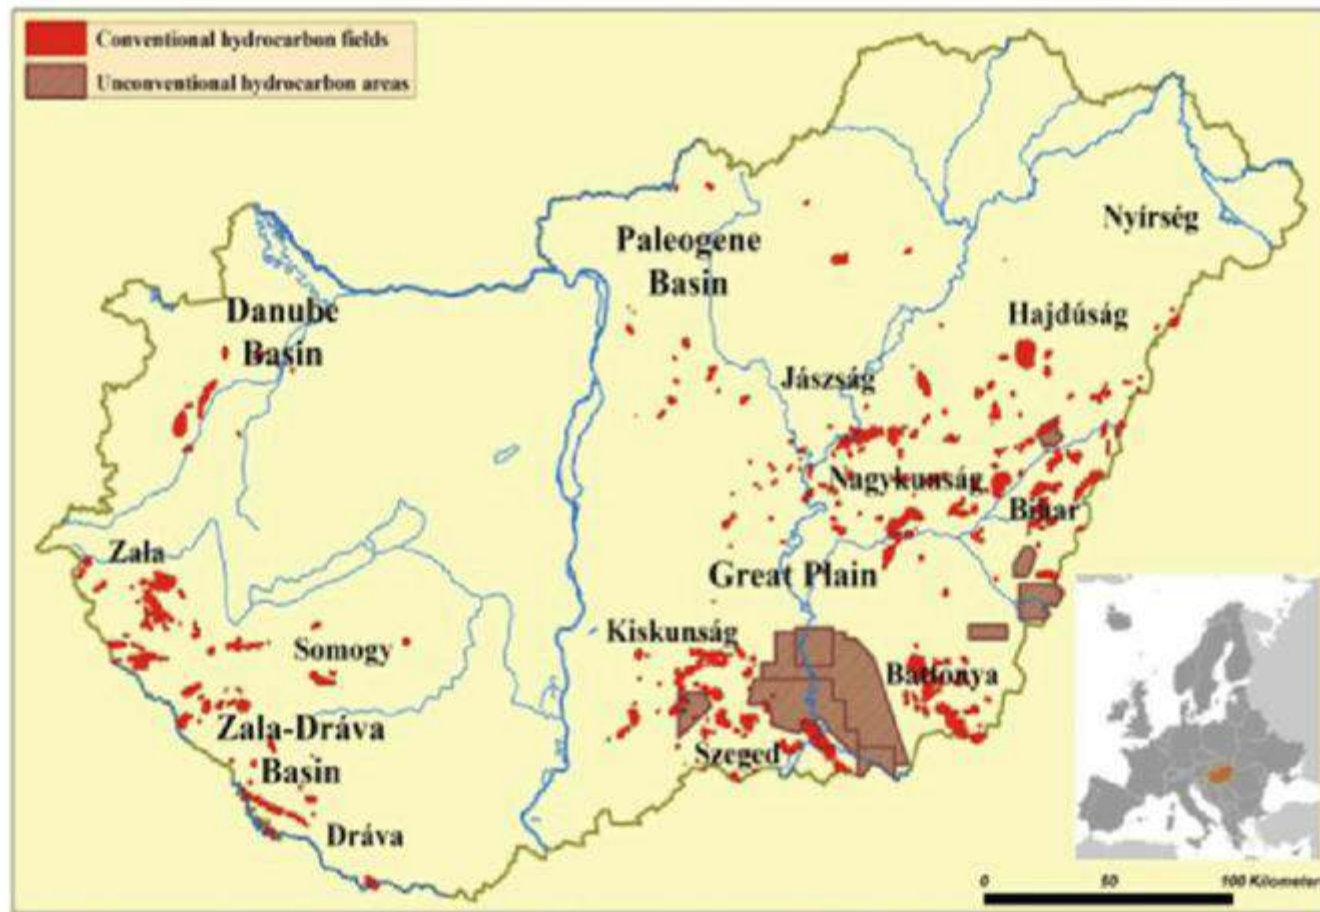 Conventional hydrocarbon fields
Unconventional hydrocarbon areas
Nyírség
Paleogene
Basin
Danube
Basin
Hajdúság
Jászság
Nagykunság
Bihar
Zala
Great Plain
Kiskunság
Somogy
Battonya
Zala-Dráva
Basin
Szeged
Dráva
0 50 100 Kilometer